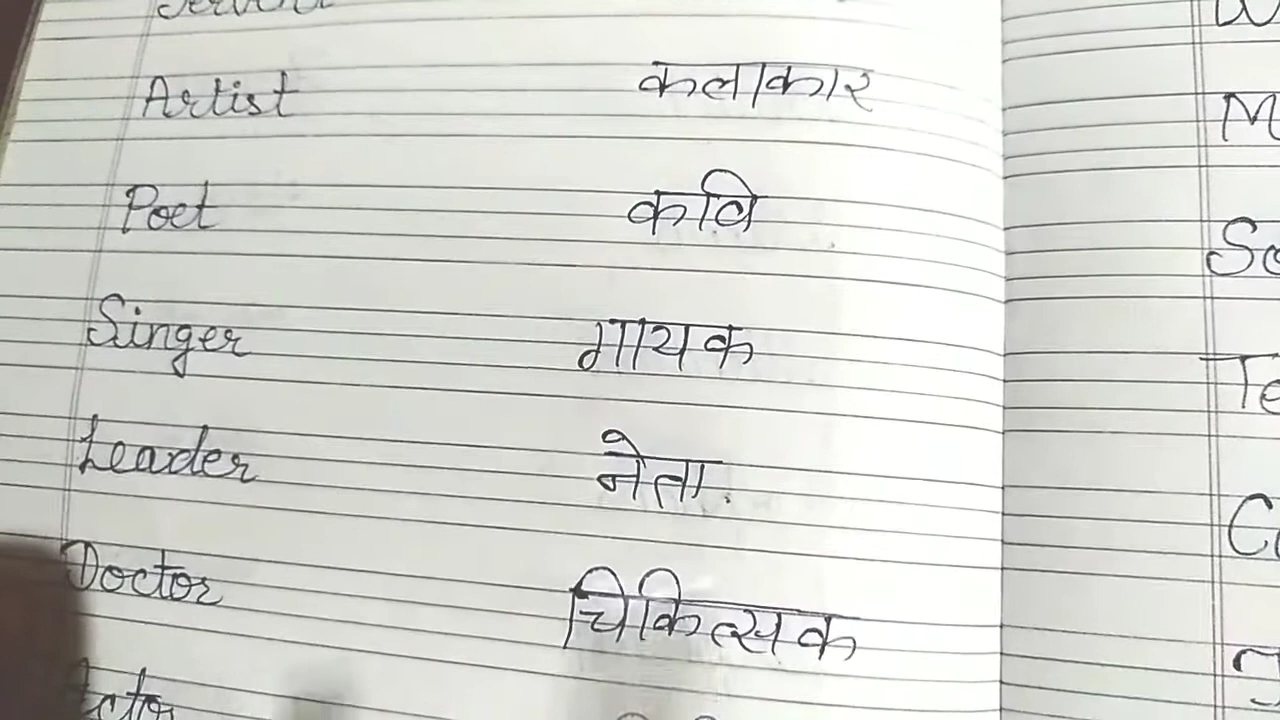 Artist कलाकार
Poet कवि
Singer गायक
Leader नेता
Doctor चिकित्सक